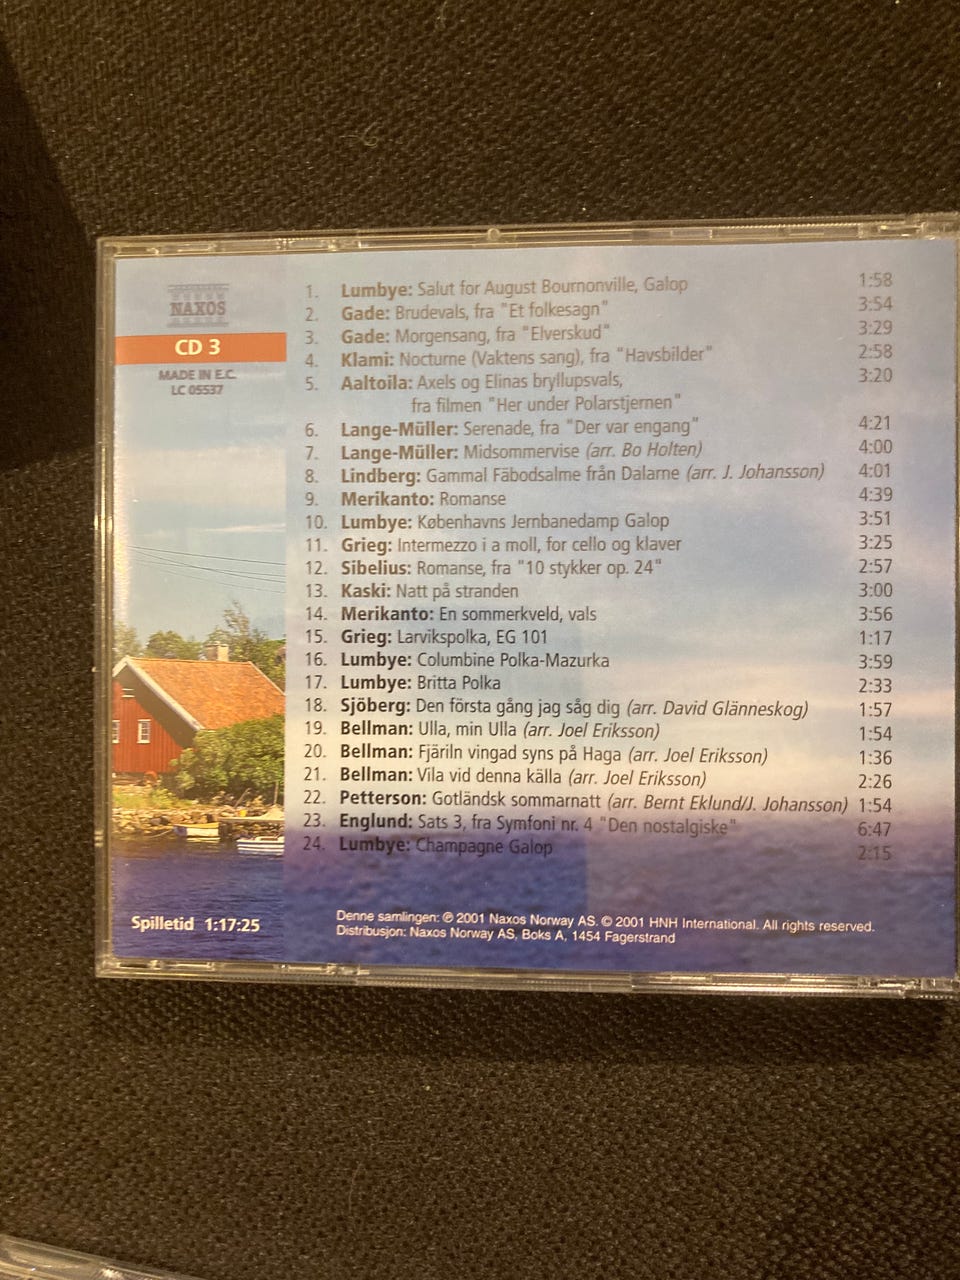 NAXOS
CD 3
MADE IN E.C.
LC 05537
1. Lumbye: Salut for August Bournonville, Galop 1:58
2. Gade: Brudevals, fra "Et folkesagn" 3:54
3. Gade: Morgensang, fra "Elverskud" 3:29
4. Klami: Nocturne (Vaktens sang), fra "Havsbilder" 2:58
5. Aaltoila: Axels og Elinas bryllupsvals, 3:20
fra filmen "Her under Polarstjernen"
6. Lange-Müller: Serenade, fra "Der var engang" 4:21
7. Lange-Müller: Midsommervise (arr. Bo Holten) 4:00
8. Lindberg: Gammal Fäbodsalme från Dalarne (arr. J. Johansson) 4:01
9. Merikanto: Romanse 4:39
10. Lumbye: Københavns Jernbanedamp Galop 3:51
11. Grieg: Intermezzo i a moll, for cello og klaver 3:25
12. Sibelius: Romanse, fra "10 stykker op. 24" 2:57
13. Kaski: Natt på stranden 3:00
14. Merikanto: En sommerkveld, vals 3:56
15. Grieg: Larvikspolka, EG 101 1:17
16. Lumbye: Columbine Polka-Mazurka 3:59
17. Lumbye: Britta Polka 2:33
18. Sjöberg: Den första gång jag såg dig (arr. David Glänneskog) 1:57
19. Bellman: Ulla, min Ulla (arr. Joel Eriksson) 1:54
20. Bellman: Fjäriln vingad syns på Haga (arr. Joel Eriksson) 1:36
21. Bellman: Vila vid denna källa (arr. Joel Eriksson) 2:26
22. Petterson: Gotländsk sommarnatt (arr. Bernt Eklund/J. Johansson) 1:54
23. Englund: Sats 3, fra Symfoni nr. 4 "Den nostalgiske" 6:47
24. Lumbye: Champagne Galop 2:15
Spilletid 1:17:25
Denne samlingen: ℗ 2001 Naxos Norway AS. © 2001 HNH International. All rights reserved.
Distribusjon: Naxos Norway AS, Boks A, 1454 Fagerstrand